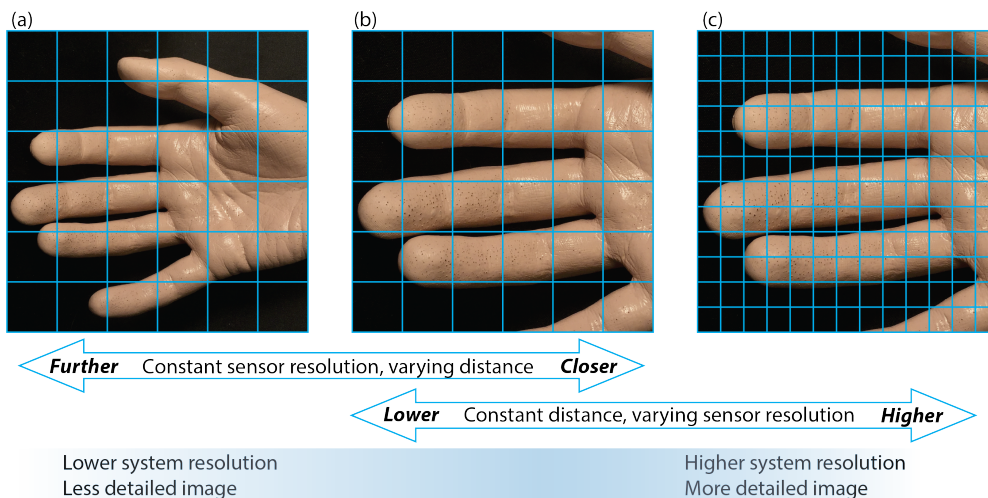 (a)
(b)
(c)
Further Constant sensor resolution, varying distance Closer
Lower Constant distance, varying sensor resolution Higher
Lower system resolution
Less detailed image
Higher system resolution
More detailed image